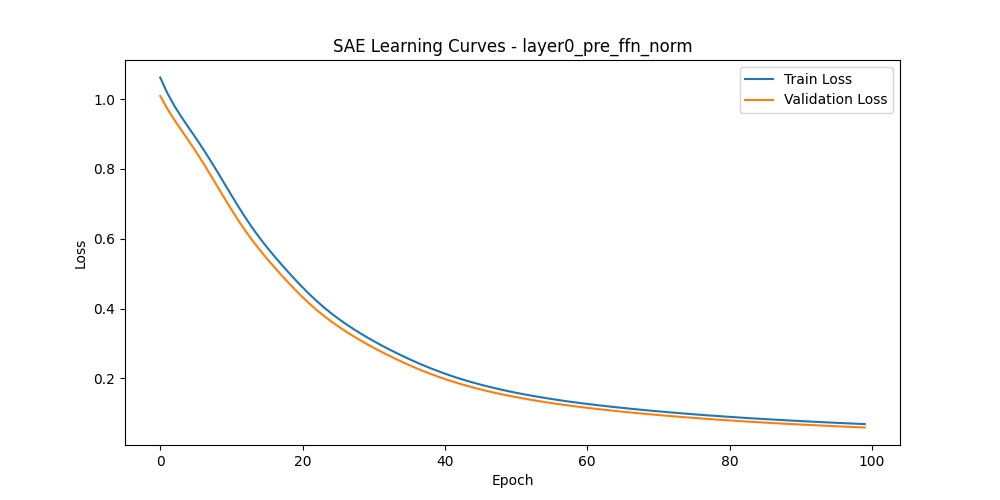 SAE Learning Curves - layer0_pre_ffn_norm
Train Loss
Validation Loss
1.0
0.8
0.6
0.4
0.2
Loss
0 20 40 60 80 100
Epoch